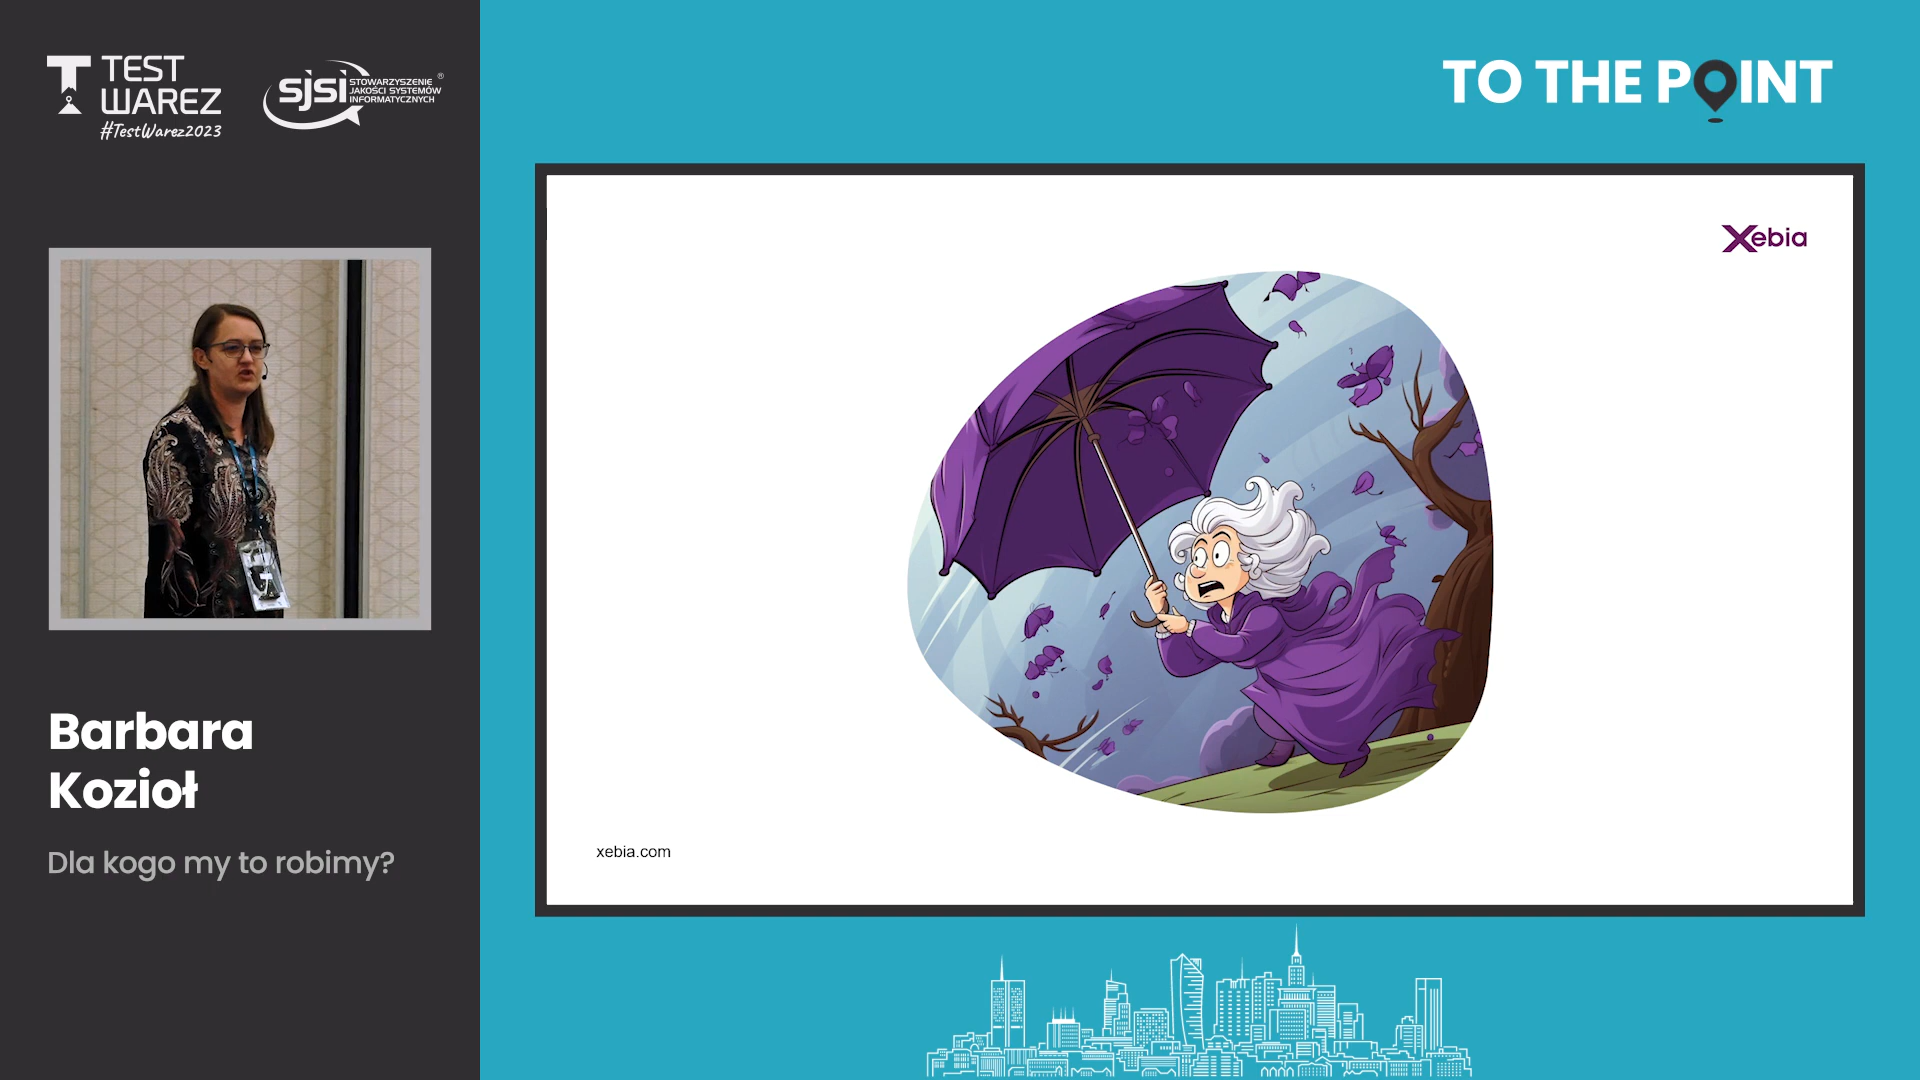 TEST
WAREZ
#TestWarez2023
sjsi
STOWARZYSZENIE
JAKOŚCI SYSTEMÓW
INFORMATYCZNYCH
®
TO THE POINT
Xebia
Barbara
Kozioł
Dla kogo my to robimy?
xebia.com